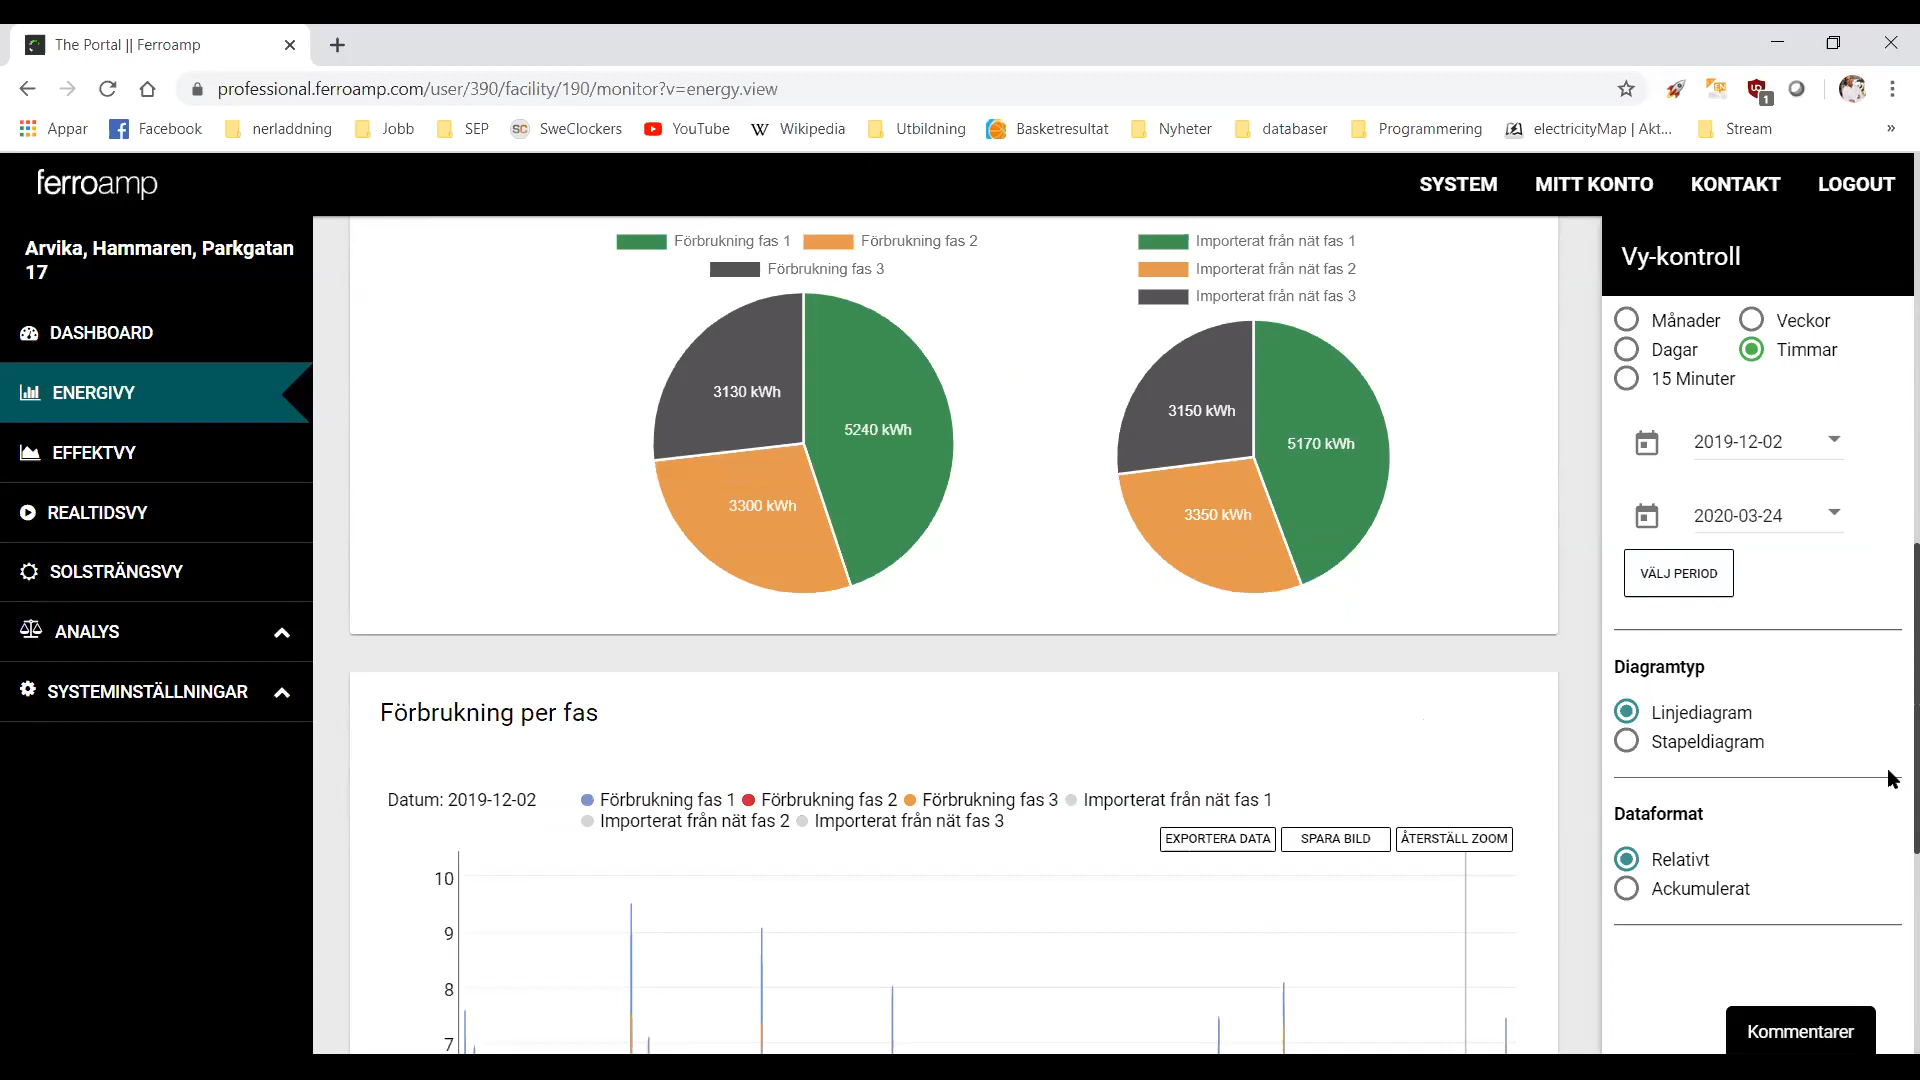 The Portal || Ferroamp
professional.ferroamp.com/user/390/facility/190/monitor?v=energy.view
EN
UD
1
Appar
Facebook
nerladdning
Jobb
SEP
SC SweClockers
YouTube
W Wikipedia
Utbildning
Basketresultat
Nyheter
databaser
Programmering
electricityMap | Akt...
Stream
»
ferroamp
SYSTEM
MITT KONTO
KONTAKT
LOGOUT
Arvika, Hammaren, Parkgatan
17
DASHBOARD
ENERGIVY
EFFEKTVY
REALTIDSVY
SOLSTRÄNGSVY
ANALYS
SYSTEMINSTÄLLNINGAR
Förbrukning fas 1
Förbrukning fas 2
Förbrukning fas 3
3130 kWh
5240 kWh
3300 kWh
Importerat från nät fas 1
Importerat från nät fas 2
Importerat från nät fas 3
3150 kWh
5170 kWh
3350 kWh
Förbrukning per fas
Datum: 2019-12-02
Förbrukning fas 1 Förbrukning fas 2 Förbrukning fas 3 Importerat från nät fas 1
Importerat från nät fas 2 Importerat från nät fas 3
EXPORTERA DATA
SPARA BILD
ÅTERSTÄLL ZOOM
10
9
8
7
Vy-kontroll
Månader
Veckor
Dagar
Timmar
15 Minuter
2019-12-02
2020-03-24
VÄLJ PERIOD
Diagramtyp
Linjediagram
Stapeldiagram
Dataformat
Relativt
Ackumulerat
Kommentarer